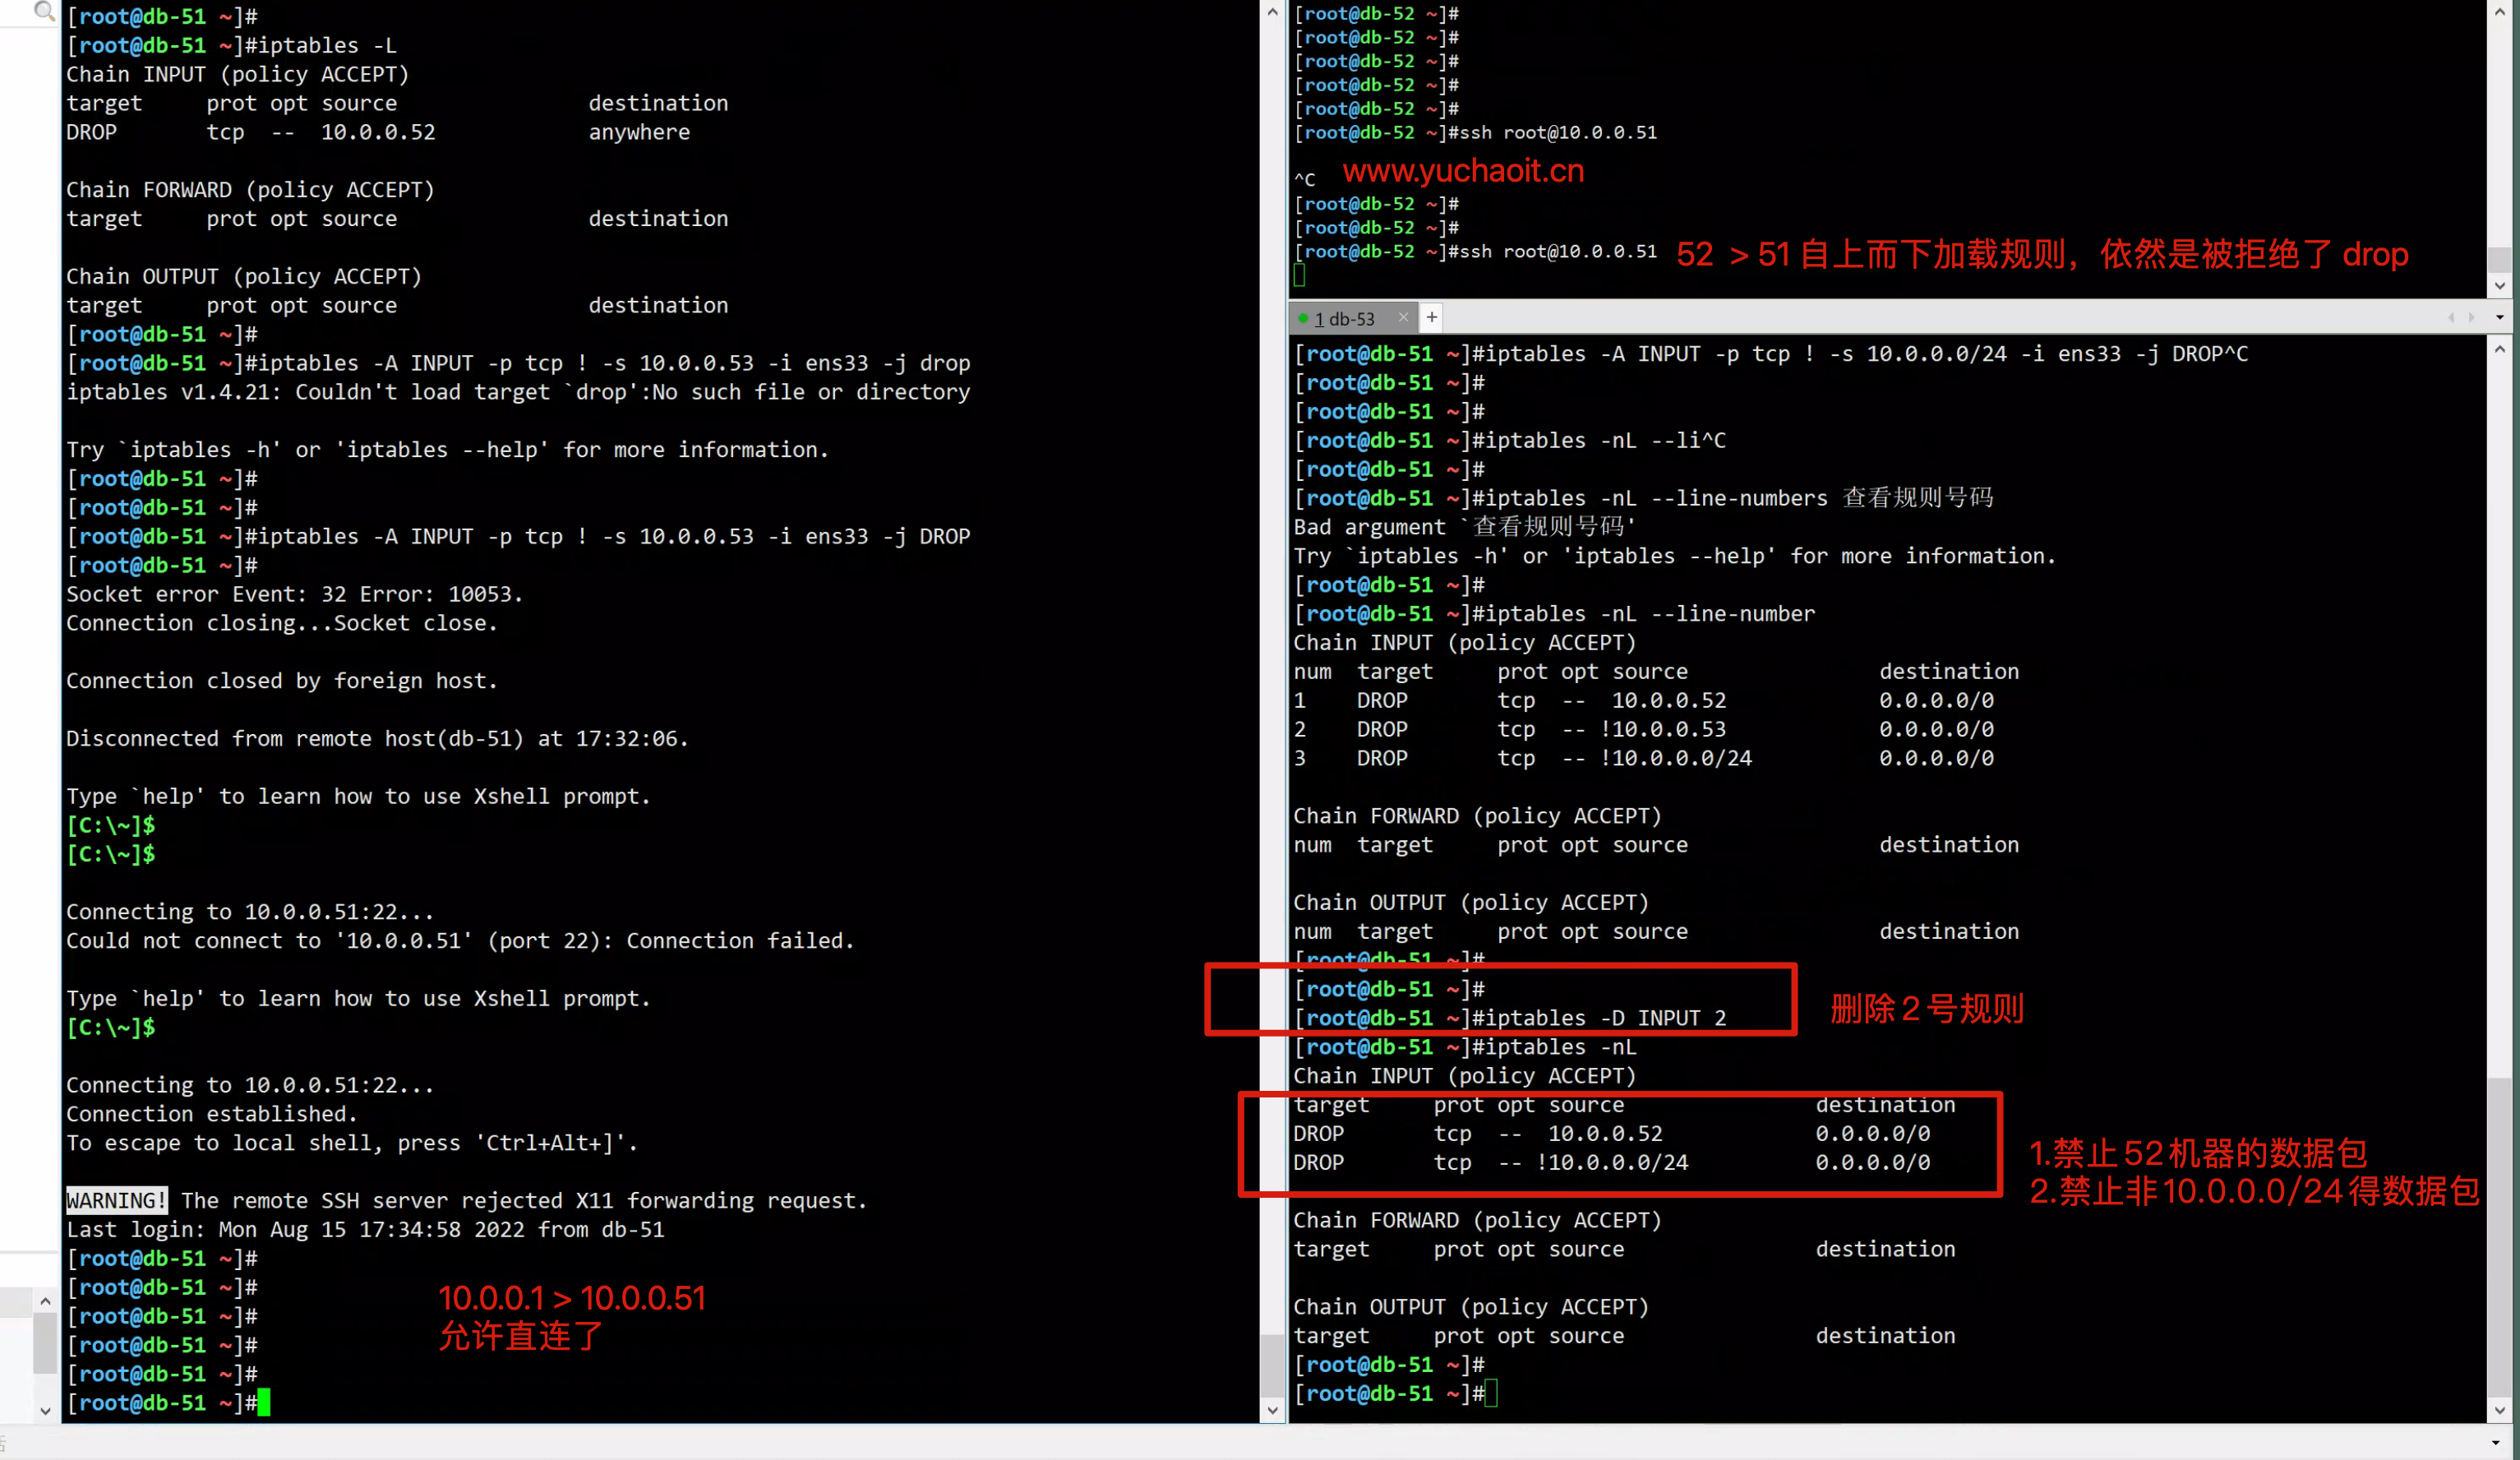 [root@db-51 ~]#
[root@db-51 ~]#iptables -L
Chain INPUT (policy ACCEPT)
target     prot opt source               destination
DROP       tcp  --  10.0.0.52            anywhere

Chain FORWARD (policy ACCEPT)
target     prot opt source               destination

Chain OUTPUT (policy ACCEPT)
target     prot opt source               destination
[root@db-51 ~]#
[root@db-51 ~]#iptables -A INPUT -p tcp ! -s 10.0.0.53 -i ens33 -j drop
iptables v1.4.21: Couldn't load target `drop':No such file or directory

Try `iptables -h' or 'iptables --help' for more information.
[root@db-51 ~]#
[root@db-51 ~]#
[root@db-51 ~]#iptables -A INPUT -p tcp ! -s 10.0.0.53 -i ens33 -j DROP
[root@db-51 ~]#
Socket error Event: 32 Error: 10053.
Connection closing...Socket close.

Connection closed by foreign host.

Disconnected from remote host(db-51) at 17:32:06.

Type `help' to learn how to use Xshell prompt.
[C:\~]$
[C:\~]$

Connecting to 10.0.0.51:22...
Could not connect to '10.0.0.51' (port 22): Connection failed.

Type `help' to learn how to use Xshell prompt.
[C:\~]$

Connecting to 10.0.0.51:22...
Connection established.
To escape to local shell, press 'Ctrl+Alt+]'.

WARNING! The remote SSH server rejected X11 forwarding request.
Last login: Mon Aug 15 17:34:58 2022 from db-51
[root@db-51 ~]#
[root@db-51 ~]#
[root@db-51 ~]#
[root@db-51 ~]#
[root@db-51 ~]#
[root@db-51 ~]#
10.0.0.1 > 10.0.0.51
允许直连了
[root@db-52 ~]#
[root@db-52 ~]#
[root@db-52 ~]#
[root@db-52 ~]#
[root@db-52 ~]#
[root@db-52 ~]#ssh root@10.0.0.51
^C
www.yuchaoit.cn
[root@db-52 ~]#
[root@db-52 ~]#
[root@db-52 ~]#ssh root@10.0.0.51
52 > 51 自上而下加载规则，依然是被拒绝了 drop
1 db-53
[root@db-51 ~]#iptables -A INPUT -p tcp ! -s 10.0.0.0/24 -i ens33 -j DROP^C
[root@db-51 ~]#
[root@db-51 ~]#
[root@db-51 ~]#iptables -nL --li^C
[root@db-51 ~]#
[root@db-51 ~]#iptables -nL --line-numbers 查看规则号码
Bad argument `查看规则号码'
Try `iptables -h' or 'iptables --help' for more information.
[root@db-51 ~]#
[root@db-51 ~]#iptables -nL --line-number
Chain INPUT (policy ACCEPT)
num  target     prot opt source               destination
1    DROP       tcp  --  10.0.0.52            0.0.0.0/0
2    DROP       tcp  -- !10.0.0.53            0.0.0.0/0
3    DROP       tcp  -- !10.0.0.0/24          0.0.0.0/0

Chain FORWARD (policy ACCEPT)
num  target     prot opt source               destination

Chain OUTPUT (policy ACCEPT)
num  target     prot opt source               destination
[root@db-51 ~]#
[root@db-51 ~]#
[root@db-51 ~]#iptables -D INPUT 2
删除 2 号规则
[root@db-51 ~]#iptables -nL
Chain INPUT (policy ACCEPT)
target     prot opt source               destination
DROP       tcp  --  10.0.0.52            0.0.0.0/0
DROP       tcp  -- !10.0.0.0/24          0.0.0.0/0
1.禁止 52 机器的数据包
2.禁止非 10.0.0.0/24 得数据包

Chain FORWARD (policy ACCEPT)
target     prot opt source               destination

Chain OUTPUT (policy ACCEPT)
target     prot opt source               destination
[root@db-51 ~]#
[root@db-51 ~]#